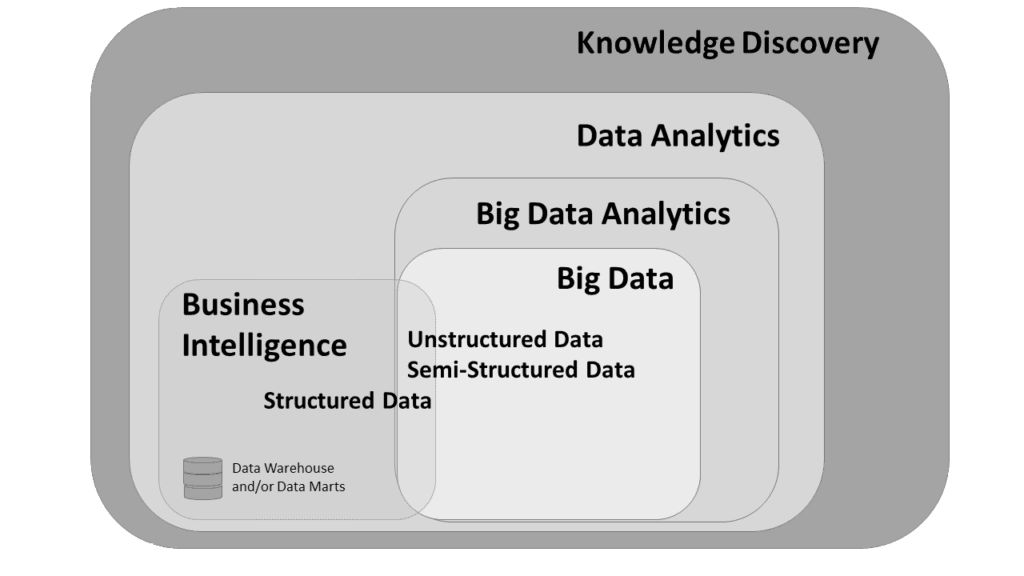 Knowledge Discovery
Data Analytics
Big Data Analytics
Big Data
Business
Intelligence
Unstructured Data
Semi-Structured Data
Structured Data
Data Warehouse
and/or Data Marts